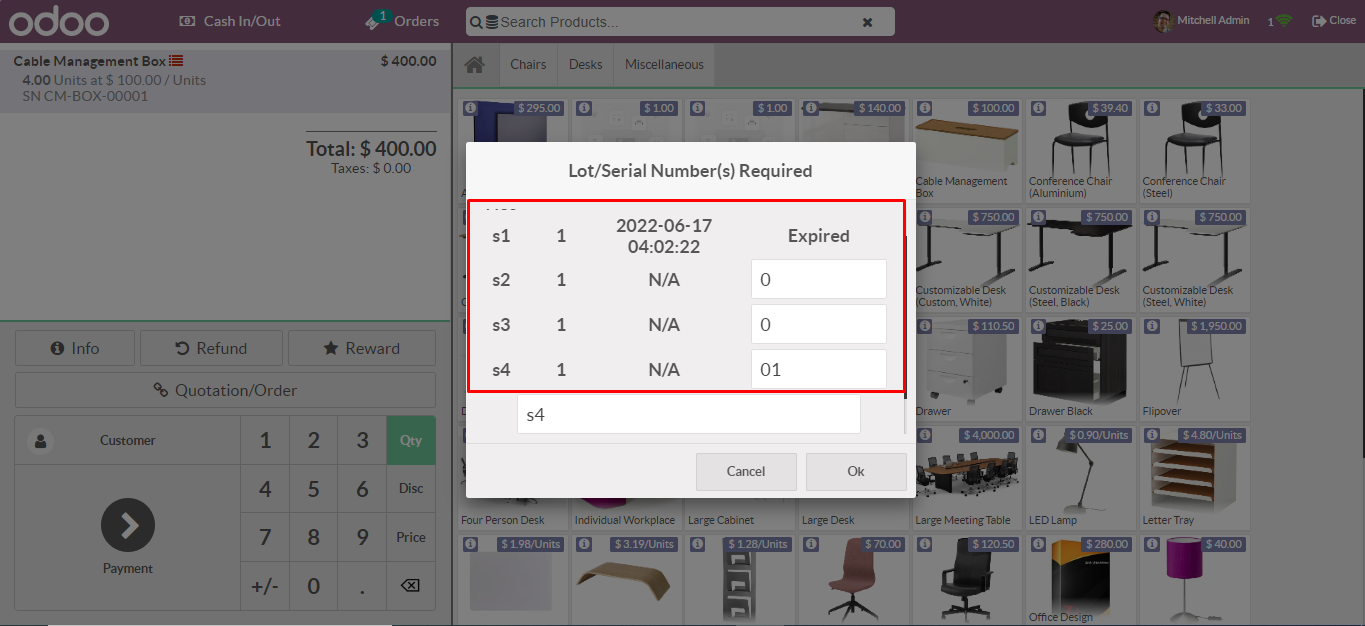 odoo
Cash In/Out
1
Orders
Search Products...
Mitchell Admin
1
Close
Cable Management Box
$ 400.00
4.00 Units at $ 100.00 / Units
SN CM-BOX-00001
Total: $ 400.00
Taxes: $ 0.00
Info
Refund
Reward
Quotation/Order
Customer
1
2
3
Qty
4
5
6
Disc
7
8
9
Price
Payment
+/-
0
.
Chairs
Desks
Miscellaneous
$ 295.00
$ 1.00
$ 1.00
$ 140.00
$ 100.00
Cable Management
Box
$ 39.40
Conference Chair
(Aluminium)
$ 33.00
Conference Chair
(Steel)
$ 750.00
Customizable Desk
(Custom, White)
$ 750.00
Customizable Desk
(Steel, Black)
$ 750.00
Customizable Desk
(Steel, White)
$ 110.50
Drawer
$ 25.00
Drawer Black
$ 1,950.00
Flipover
Four Person Desk
Individual Workplace
Large Cabinet
Large Desk
$ 4,000.00
Large Meeting Table
$ 0.90/Units
LED Lamp
$ 4.80/Units
Letter Tray
$ 1.98/Units
$ 3.19/Units
$ 1.28/Units
$ 70.00
$ 120.50
$ 280.00
Office Design
$ 40.00
Lot/Serial Number(s) Required
s1 1 2022-06-17 Expired
04:02:22
s2 1 N/A 0
s3 1 N/A 0
s4 1 N/A 01
s4
Cancel
Ok